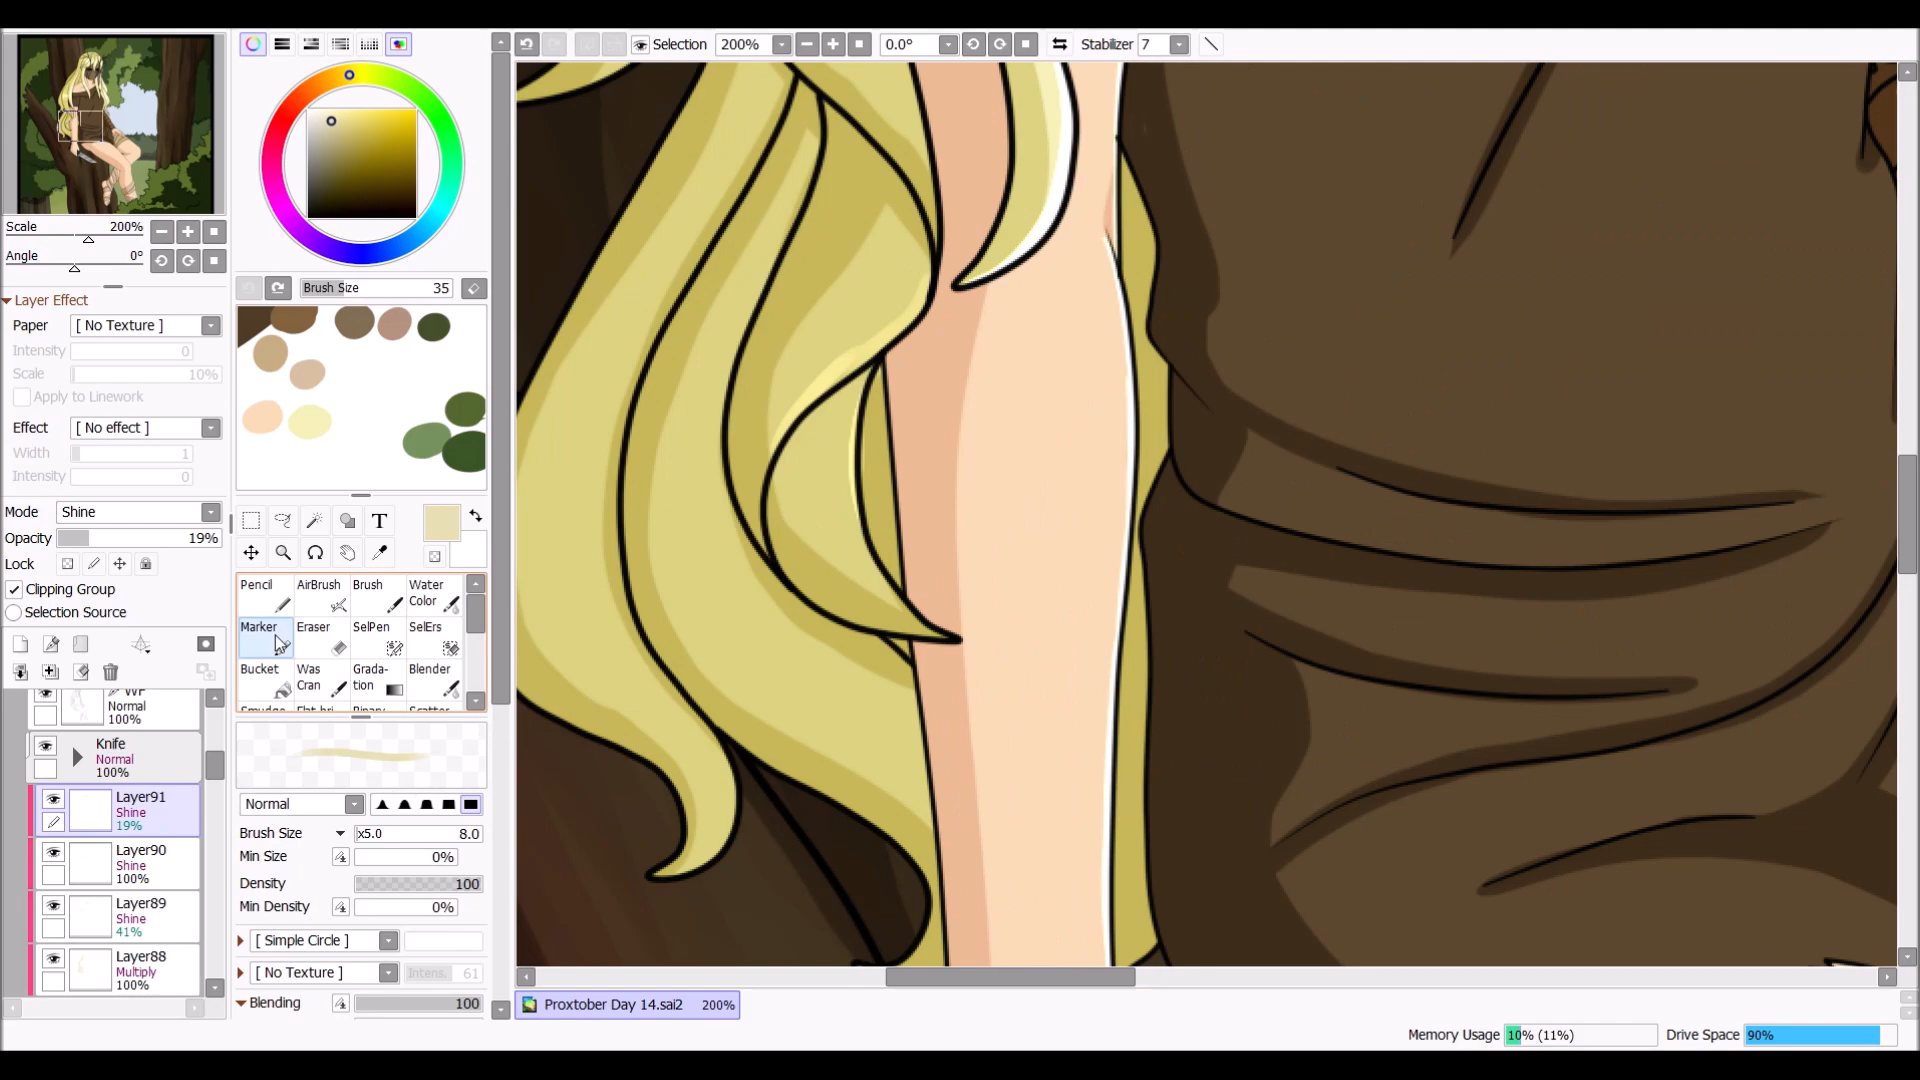 Selection 200% 0.0° Stabilizer 7
Scale 200%
Angle 0°
Layer Effect
Paper [ No Texture ]
Intensity 0
Scale 10%
Apply to Linework
Effect [ No effect ]
Width 1
Intensity 0
Mode Shine
Opacity 19%
Lock
Clipping Group
Selection Source
Normal
100%
Knife
Normal
100%
Layer91
Shine
19%
Layer90
Shine
100%
Layer89
Shine
41%
Layer88
Multiply
100%
Brush Size 35
T
Pencil AirBrush Brush Water Color
Marker Eraser SelPen SelErs
Bucket Was Cran Grada-tion Blender
Normal
Brush Size x5.0 8.0
Min Size 0%
Density 100
Min Density 0%
[ Simple Circle ]
[ No Texture ] Intens. 61
Blending 100
Proxtober Day 14.sai2 200%
Memory Usage 10% (11%) Drive Space 90%